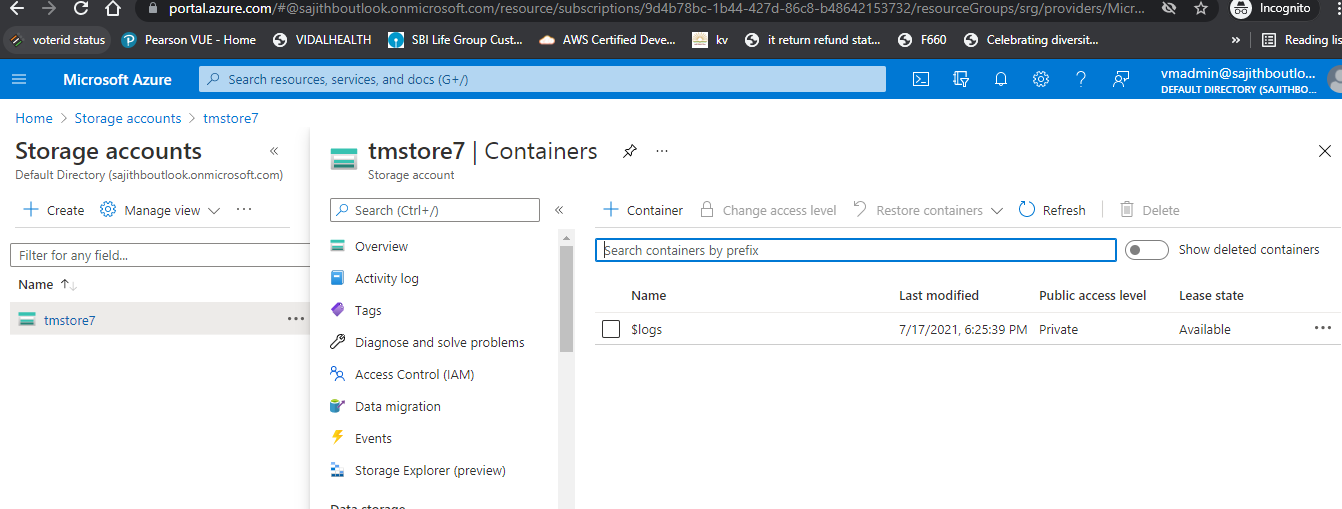 portal.azure.com/#@sajithboutlook.onmicrosoft.com/resource/subscriptions/9d4b78bc-1b44-427d-86c8-b48642153732/resourceGroups/srg/providers/Micr...
Incognito
voterid status
Pearson VUE - Home
VIDALHEALTH
SBI Life Group Cust...
AWS Certified Deve...
kv
it return refund stat...
F660
Celebrating diversit...
»
Reading lis
Microsoft Azure
Search resources, services, and docs (G+/)
vmadmin@sajithboutlo...
DEFAULT DIRECTORY (SAJITHBO...
Home > Storage accounts > tmstore7
Storage accounts
«
Default Directory (sajithboutlook.onmicrosoft.com)
+ Create
Manage view
...
Filter for any field...
Name ↑↓
tmstore7
...
tmstore7 | Containers
...
Storage account
Search (Ctrl+/)
«
Overview
Activity log
Tags
Diagnose and solve problems
Access Control (IAM)
Data migration
Events
Storage Explorer (preview)
Data storage
+ Container
Change access level
Restore containers
Refresh
Delete
Search containers by prefix
Show deleted containers
Name
Last modified
Public access level
Lease state
$logs
7/17/2021, 6:25:39 PM
Private
Available
...